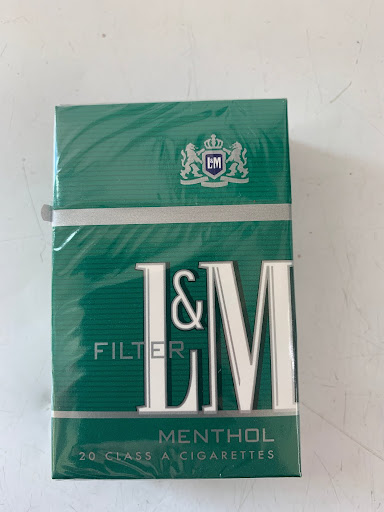 L&M
L&M
FILTER
MENTHOL
20 CLASS A CIGARETTES